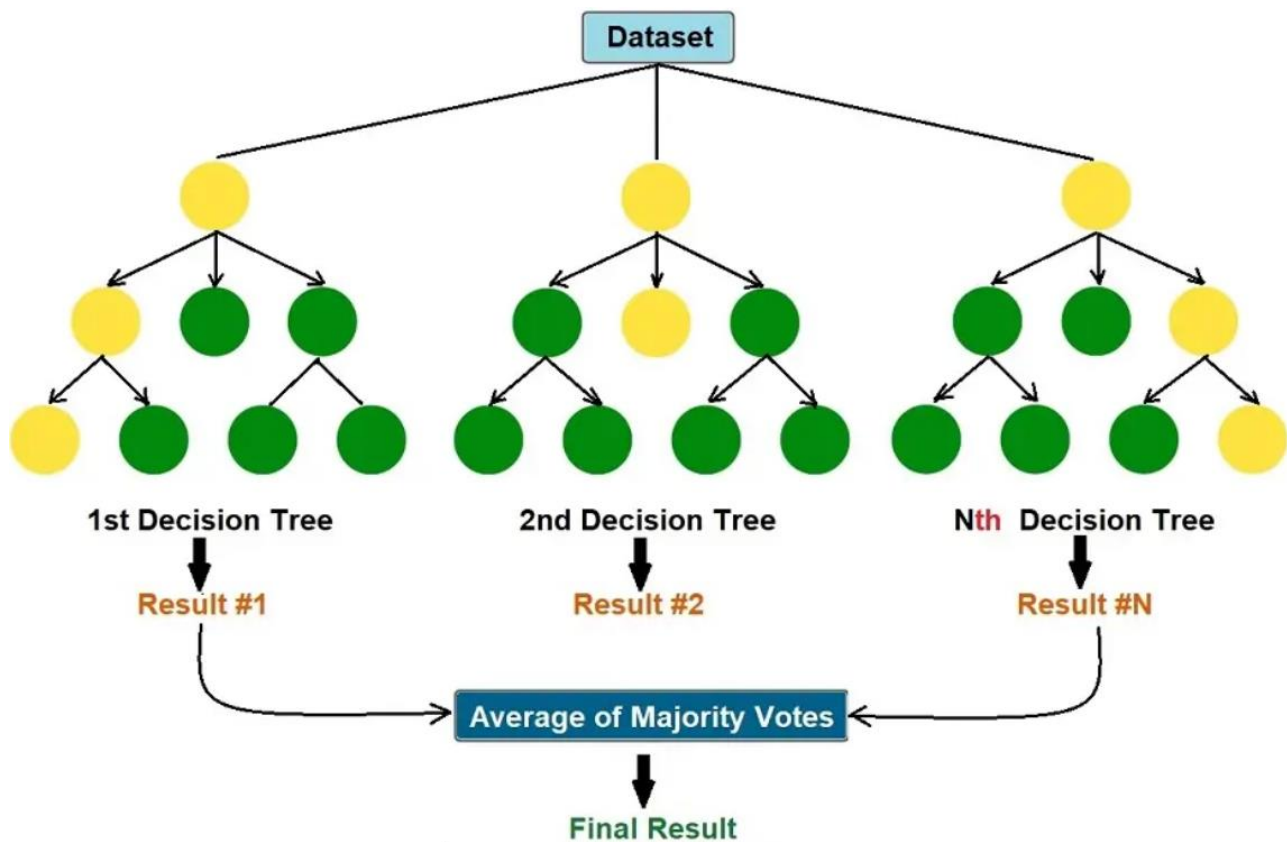 Dataset
1st Decision Tree
2nd Decision Tree
Nth Decision Tree
Result #1
Result #2
Result #N
Average of Majority Votes
Final Result